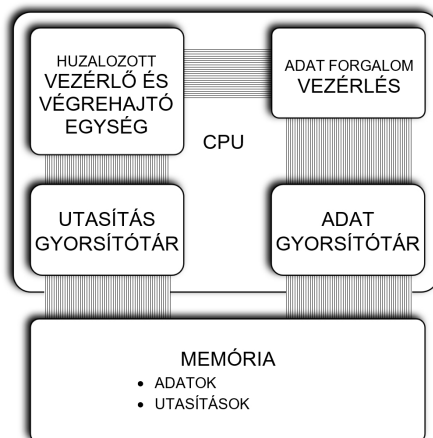 HUZALOZOTT
VEZÉRLŐ ÉS
VÉGREHAJTÓ
EGYSÉG
ADAT FORGALOM
VEZÉRLÉS
CPU
UTASÍTÁS
GYORSÍTÓTÁR
ADAT
GYORSÍTÓTÁR
MEMÓRIA
• ADATOK
• UTASÍTÁSOK